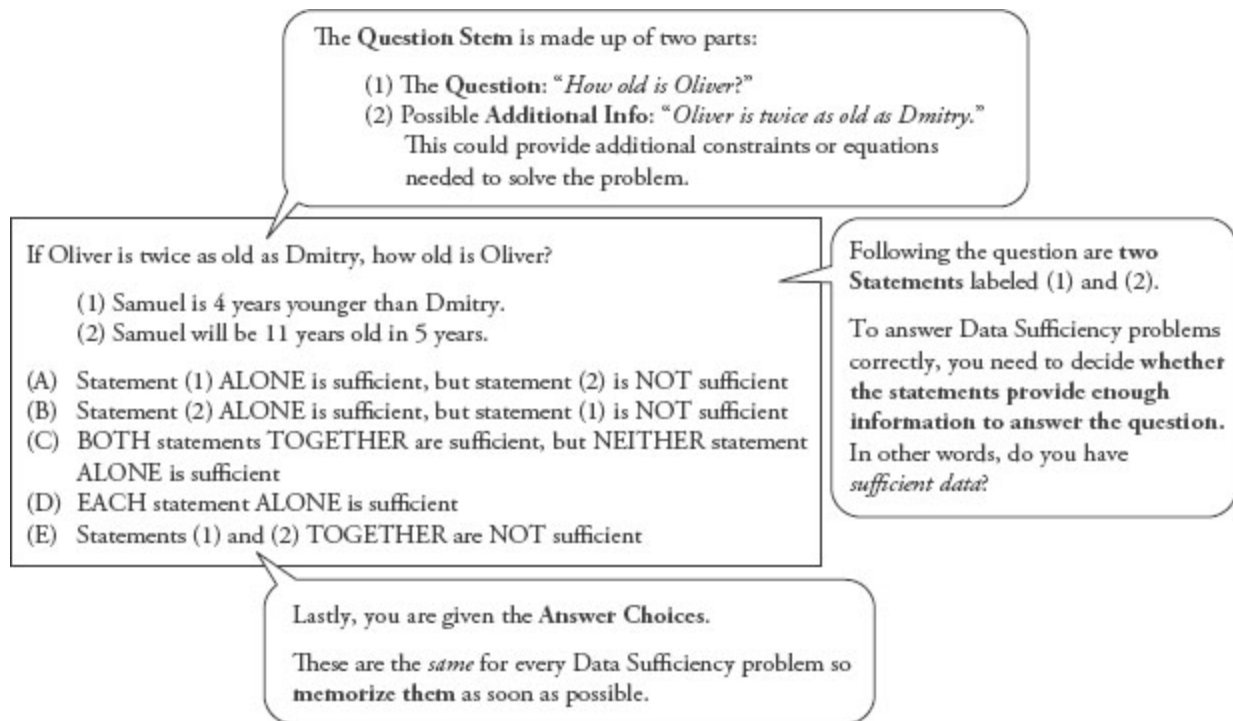 The Question Stem is made up of two parts:
(1) The Question: “How old is Oliver?”
(2) Possible Additional Info: “Oliver is twice as old as Dmitry.”
This could provide additional constraints or equations
needed to solve the problem.
If Oliver is twice as old as Dmitry, how old is Oliver?
(1) Samuel is 4 years younger than Dmitry.
(2) Samuel will be 11 years old in 5 years.
(A) Statement (1) ALONE is sufficient, but statement (2) is NOT sufficient
(B) Statement (2) ALONE is sufficient, but statement (1) is NOT sufficient
(C) BOTH statements TOGETHER are sufficient, but NEITHER statement
ALONE is sufficient
(D) EACH statement ALONE is sufficient
(E) Statements (1) and (2) TOGETHER are NOT sufficient
Following the question are two
Statements labeled (1) and (2).
To answer Data Sufficiency problems
correctly, you need to decide whether
the statements provide enough
information to answer the question.
In other words, do you have
sufficient data?
Lastly, you are given the Answer Choices.
These are the same for every Data Sufficiency problem so
memorize them as soon as possible.